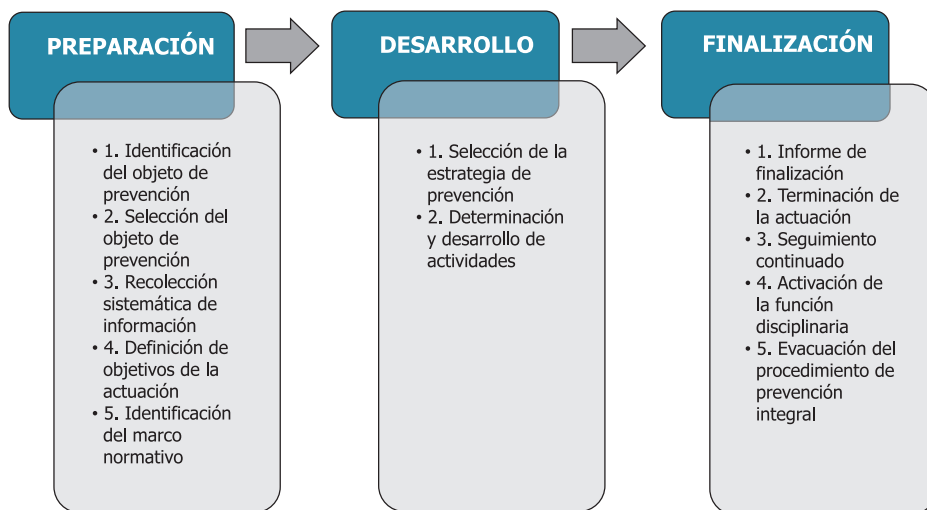 PREPARACIÓN
• 1. Identificación
del objeto de
prevención
• 2. Selección del
objeto de
prevención
• 3. Recolección
sistemática de
información
• 4. Definición de
objetivos de la
actuación
• 5. Identificación
del marco
normativo
DESARROLLO
• 1. Selección de la
estrategia de
prevención
• 2. Determinación
y desarrollo de
actividades
FINALIZACIÓN
• 1. Informe de
finalización
• 2. Terminación de
la actuación
• 3. Seguimiento
continuado
• 4. Activación de
la función
disciplinaria
• 5. Evacuación del
procedimiento de
prevención
integral